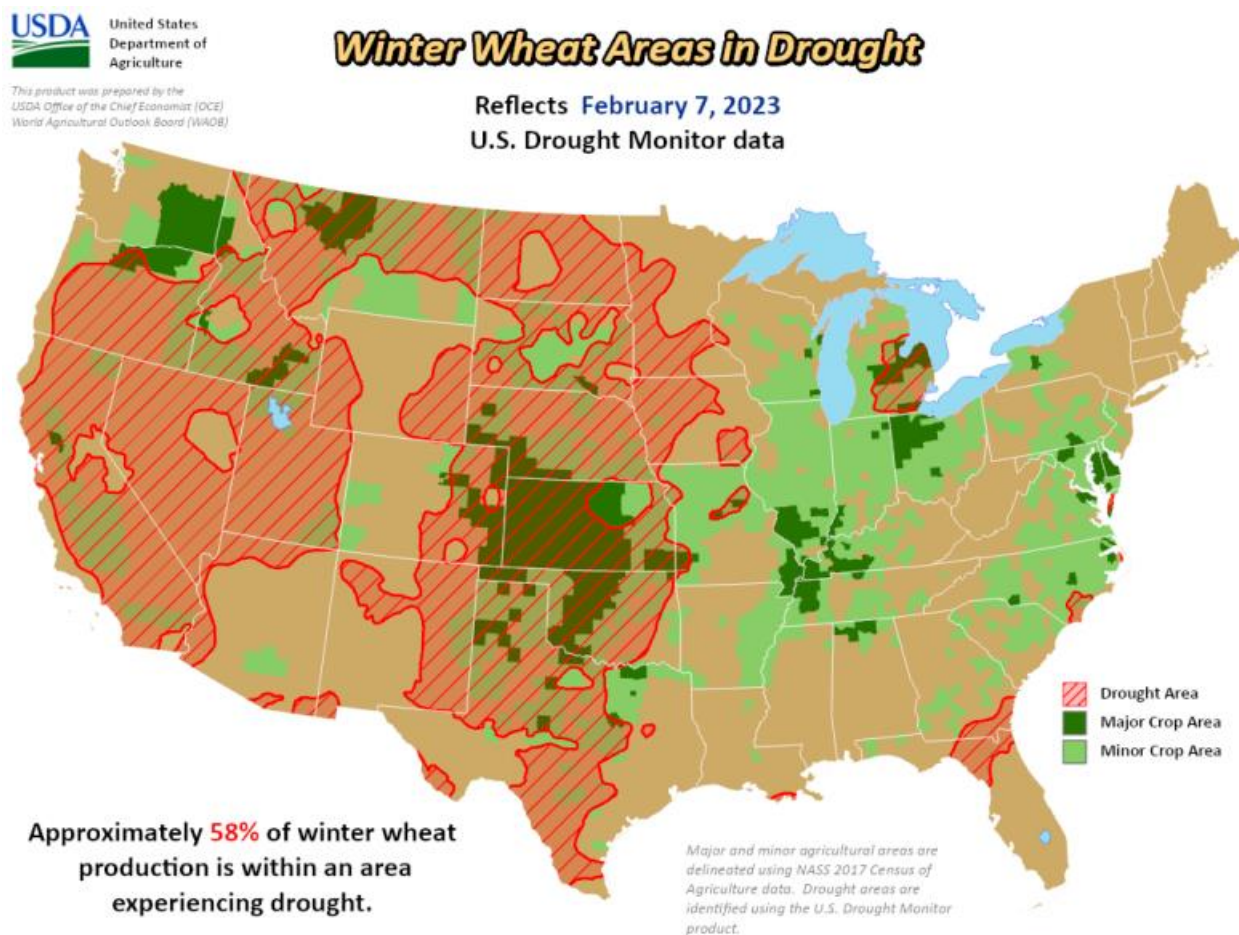 USDA
United States
Department of
Agriculture
This product was prepared by the
USDA Office of the Chief Economist (OCE)
World Agricultural Outlook Board (WAOB)
Winter Wheat Areas in Drought
Reflects February 7, 2023
U.S. Drought Monitor data
Drought Area
Major Crop Area
Minor Crop Area
Approximately 58% of winter wheat
production is within an area
experiencing drought.
Major and minor agricultural areas are
delineated using NASS 2017 Census of
Agriculture data. Drought areas are
identified using the U.S. Drought Monitor
product.